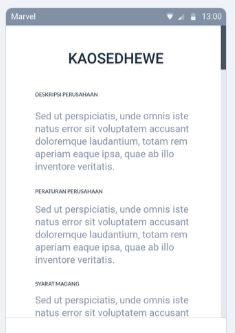 Marvel 13:00
KAOSEDHEWE
DESKRIPSI PERUSAHAAN
Sed ut perspiciatis, unde omnis iste
natus error sit voluptatem accusant
doloremque laudantium, totam rem
aperiam eaque ipsa, quae ab illo
inventore veritatis.
PERATURAN PERUSAHAAN
Sed ut perspiciatis, unde omnis iste
natus error sit voluptatem accusant
doloremque laudantium, totam rem
aperiam eaque ipsa, quae ab illo
inventore veritatis.
SYARAT MAGANG
Sed ut perspiciatis, unde omnis iste
natus error sit voluptatem accusant